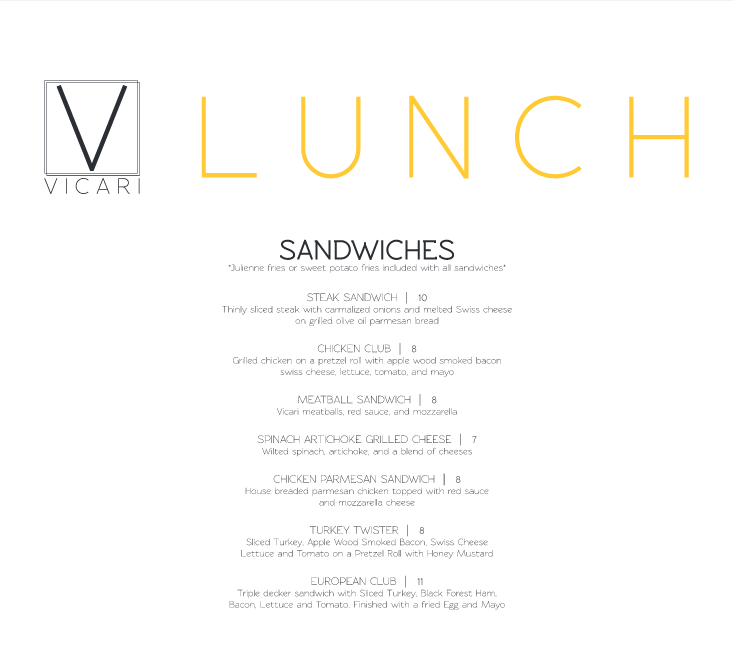 V
VICARI
LUNCH
SANDWICHES
*Julienne fries or sweet potato fries included with all sandwiches*
STEAK SANDWICH | 10
Thinly sliced steak with carmalized onions and melted Swiss cheese
on grilled olive oil parmesan bread
CHICKEN CLUB | 8
Grilled chicken on a pretzel roll with apple wood smoked bacon
swiss cheese, lettuce, tomato, and mayo
MEATBALL SANDWICH | 8
Vicari meatballs, red sauce, and mozzarella
SPINACH ARTICHOKE GRILLED CHEESE | 7
Wilted spinach, artichoke, and a blend of cheeses
CHICKEN PARMESAN SANDWICH | 8
House breaded parmesan chicken topped with red sauce
and mozzarella cheese
TURKEY TWISTER | 8
Sliced Turkey, Apple Wood Smoked Bacon, Swiss Cheese
Lettuce and Tomato on a Pretzel Roll with Honey Mustard
EUROPEAN CLUB | 11
Triple decker sandwich with Sliced Turkey, Black Forest Ham,
Bacon, Lettuce and Tomato. Finished with a fried Egg and Mayo